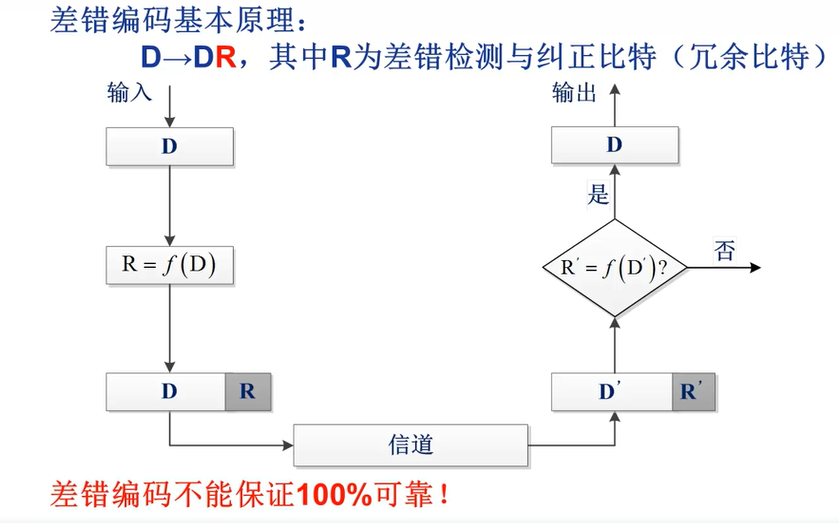 差错编码基本原理：
D→DR，其中R为差错检测与纠正比特（冗余比特）
输入
D
R = f(D)
D R
信道
D' R'
R' = f(D')?
否
是
D
输出
差错编码不能保证100%可靠！